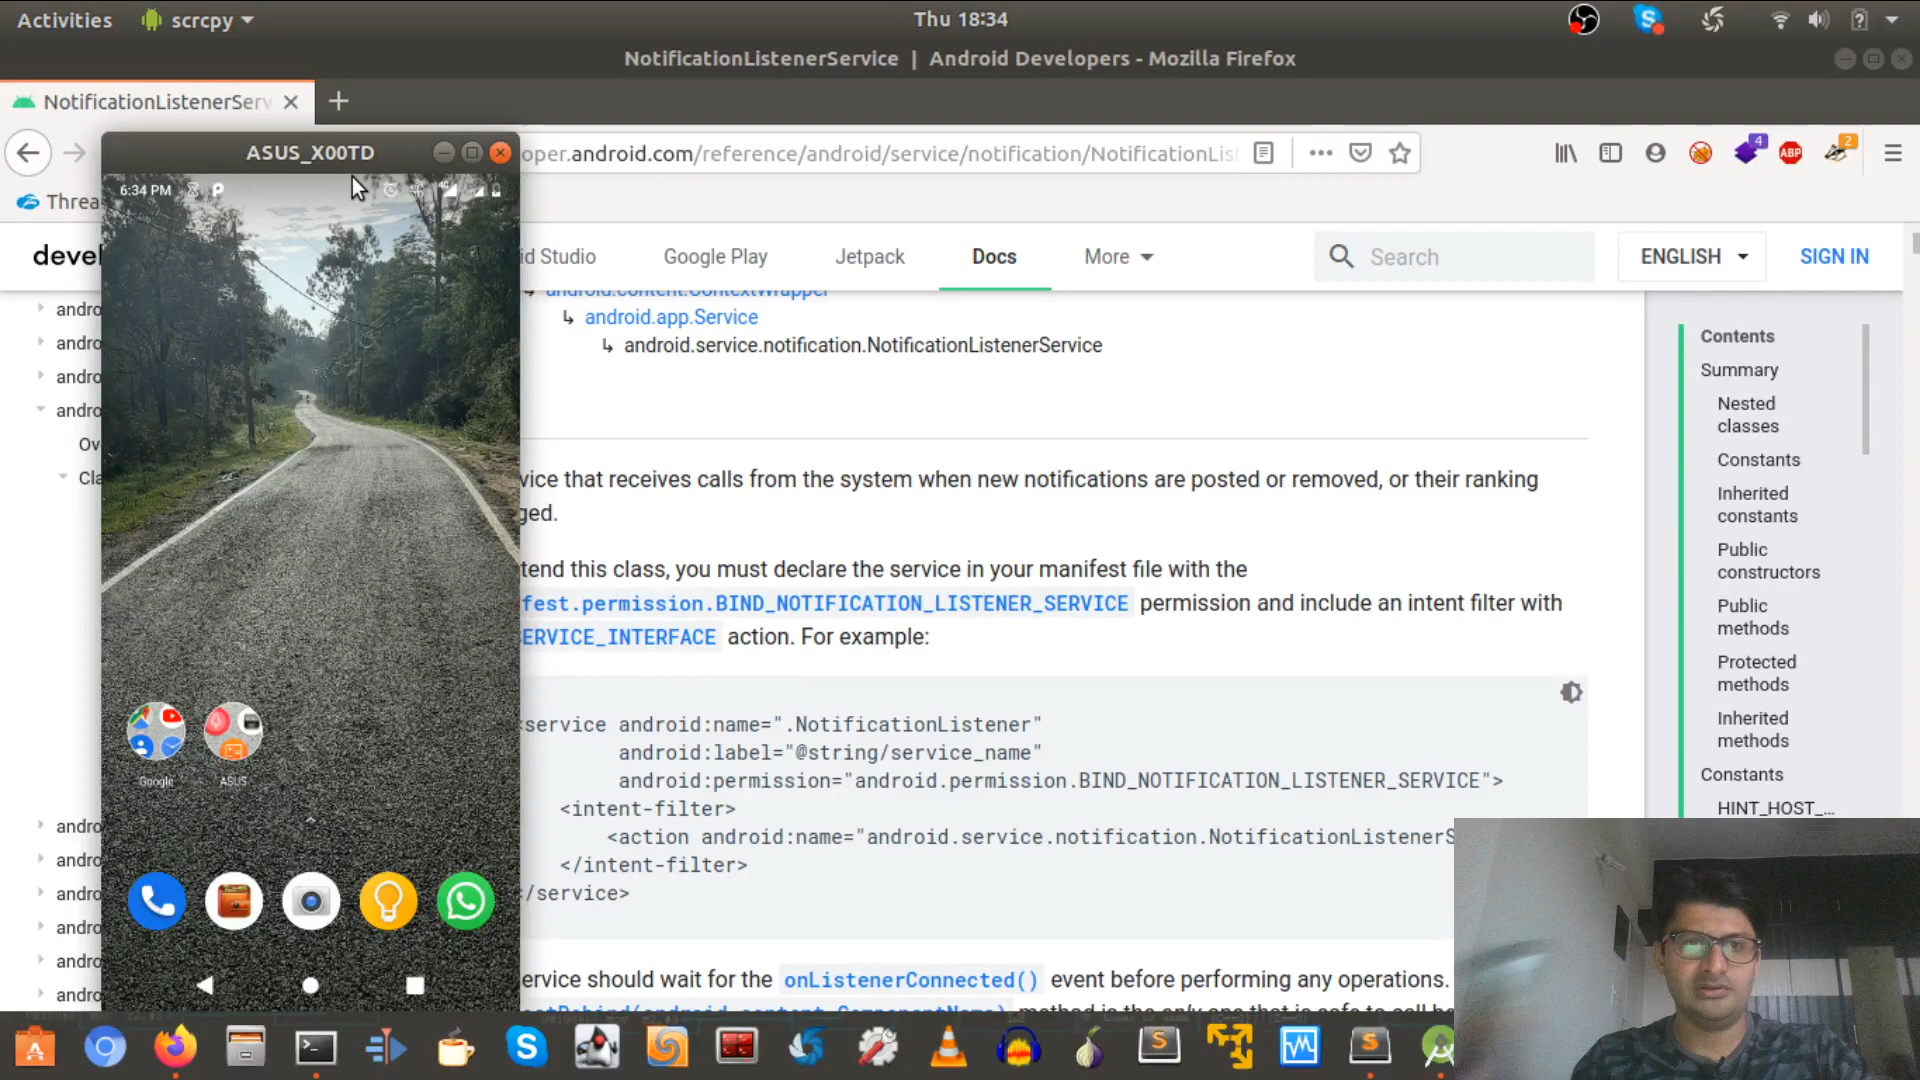 Activities
scrcpy
Thu 18:34
NotificationListenerService | Android Developers - Mozilla Firefox
NotificationListenerServ
ASUS_X00TD
oper.android.com/reference/android/service/notification/NotificationList
4
ABP
2
6:34 PM
Threa
devel
id Studio
Google Play
Jetpack
Docs
More
Search
ENGLISH
SIGN IN
android.content.ContextWrapper
↳ android.app.Service
↳ android.service.notification.NotificationListenerService
andro
andro
andro
andro
Ov
Cla
andro
andro
andro
andro
andro
andro
vice that receives calls from the system when new notifications are posted or removed, or their ranking
ged.
tend this class, you must declare the service in your manifest file with the
fest.permission.BIND_NOTIFICATION_LISTENER_SERVICE permission and include an intent filter with
ERVICE_INTERFACE action. For example:
<service android:name=".NotificationListener"
android:label="@string/service_name"
android:permission="android.permission.BIND_NOTIFICATION_LISTENER_SERVICE">
<intent-filter>
<action android:name="android.service.notification.NotificationListenerS
</intent-filter>
/service>
ervice should wait for the onListenerConnected() event before performing any operations.
Contents
Summary
Nested
classes
Constants
Inherited
constants
Public
constructors
Public
methods
Protected
methods
Inherited
methods
Constants
HINT_HOST_...
Google
ASUS